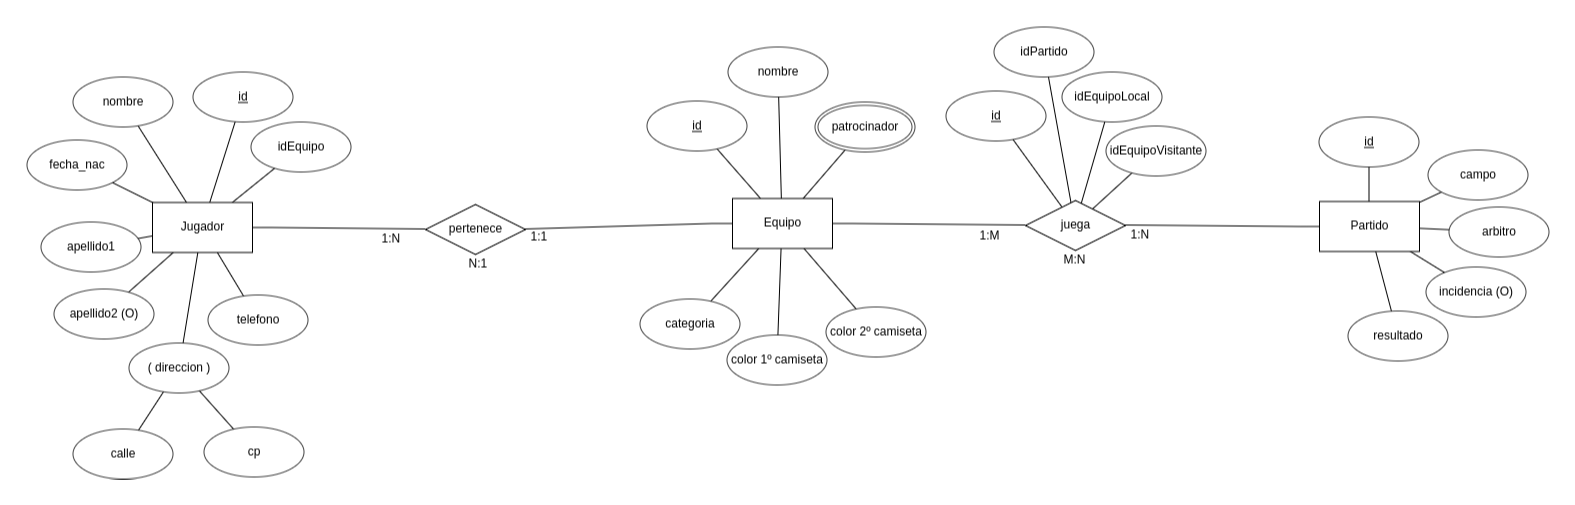 nombre
id
idEquipo
fecha_nac
Jugador
apellido1
apellido2 (O)
telefono
( direccion )
calle
cp
1:N
pertenece
1:1
N:1
nombre
id
patrocinador
Equipo
categoria
color 1º camiseta
color 2º camiseta
idPartido
idEquipoLocal
id
idEquipoVisitante
1:M
juega
1:N
M:N
id
campo
Partido
arbitro
incidencia (O)
resultado